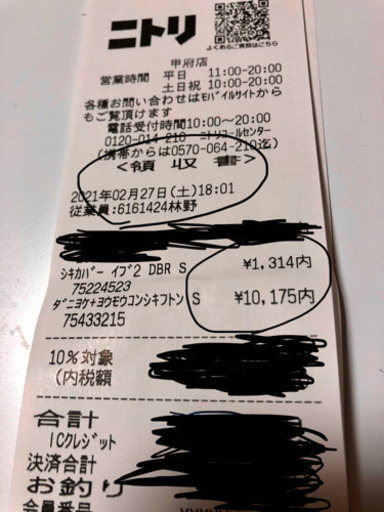 ニトリ
よくあるご質問はこちら
甲府店
営業時間 平日 11:00-20:00
土日祝 10:00-20:00
各種お問い合わせはモバイルサイトから
もご覧頂けます
電話受付時間10:00~20:00
0120-014-210 ニトリコールセンター
(携帯からは0570-064-210迄)
<領収書>
2021年02月27日(土)18:01
従業員:6161424林野
シキカバー イブ2 DBR S ¥1,314内
75224523
ダニヨケ+ヨウモウコンシキフトン S ¥10,175内
75433215
10%対象
(内税額
合計
ICクレジット
決済合計
お釣り
会員番号